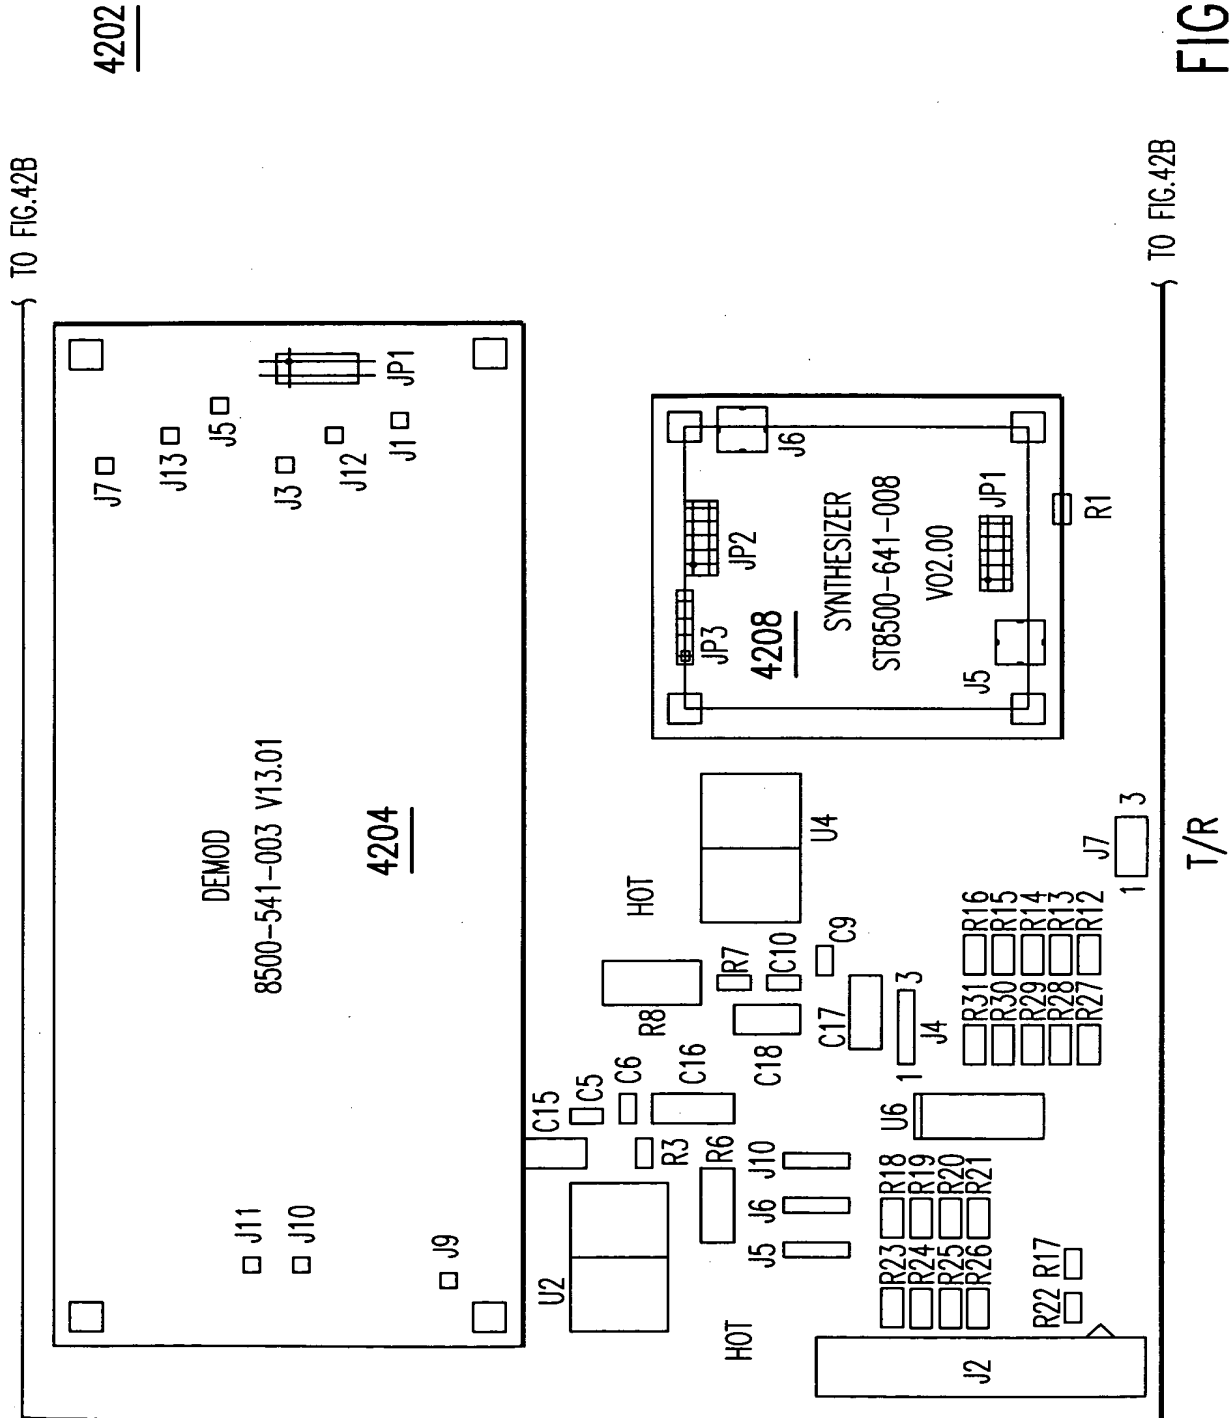 4202
TO FIG.42B
TO FIG.42B
FIG
T/R
DEMOD
8500-541-003 V13.01
4204
J7
J13
J5
J3
J12
J1
JP1
J11
J10
J9
SYNTHESIZER
ST8500-641-008
V02.00
4208
JP3
JP2
J6
JP1
J5
R1
HOT
U4
R8
R7
C10
C9
C18
C17
1 J4 3
C15
C5
C6
C16
R3
R6
U2
HOT
J5
J6
J10
U6
R31
R30
R29
R28
R27
R16
R15
R14
R13
R12
1 J7 3
R23
R24
R25
R26
R18
R19
R20
R21
R22
R17
J2